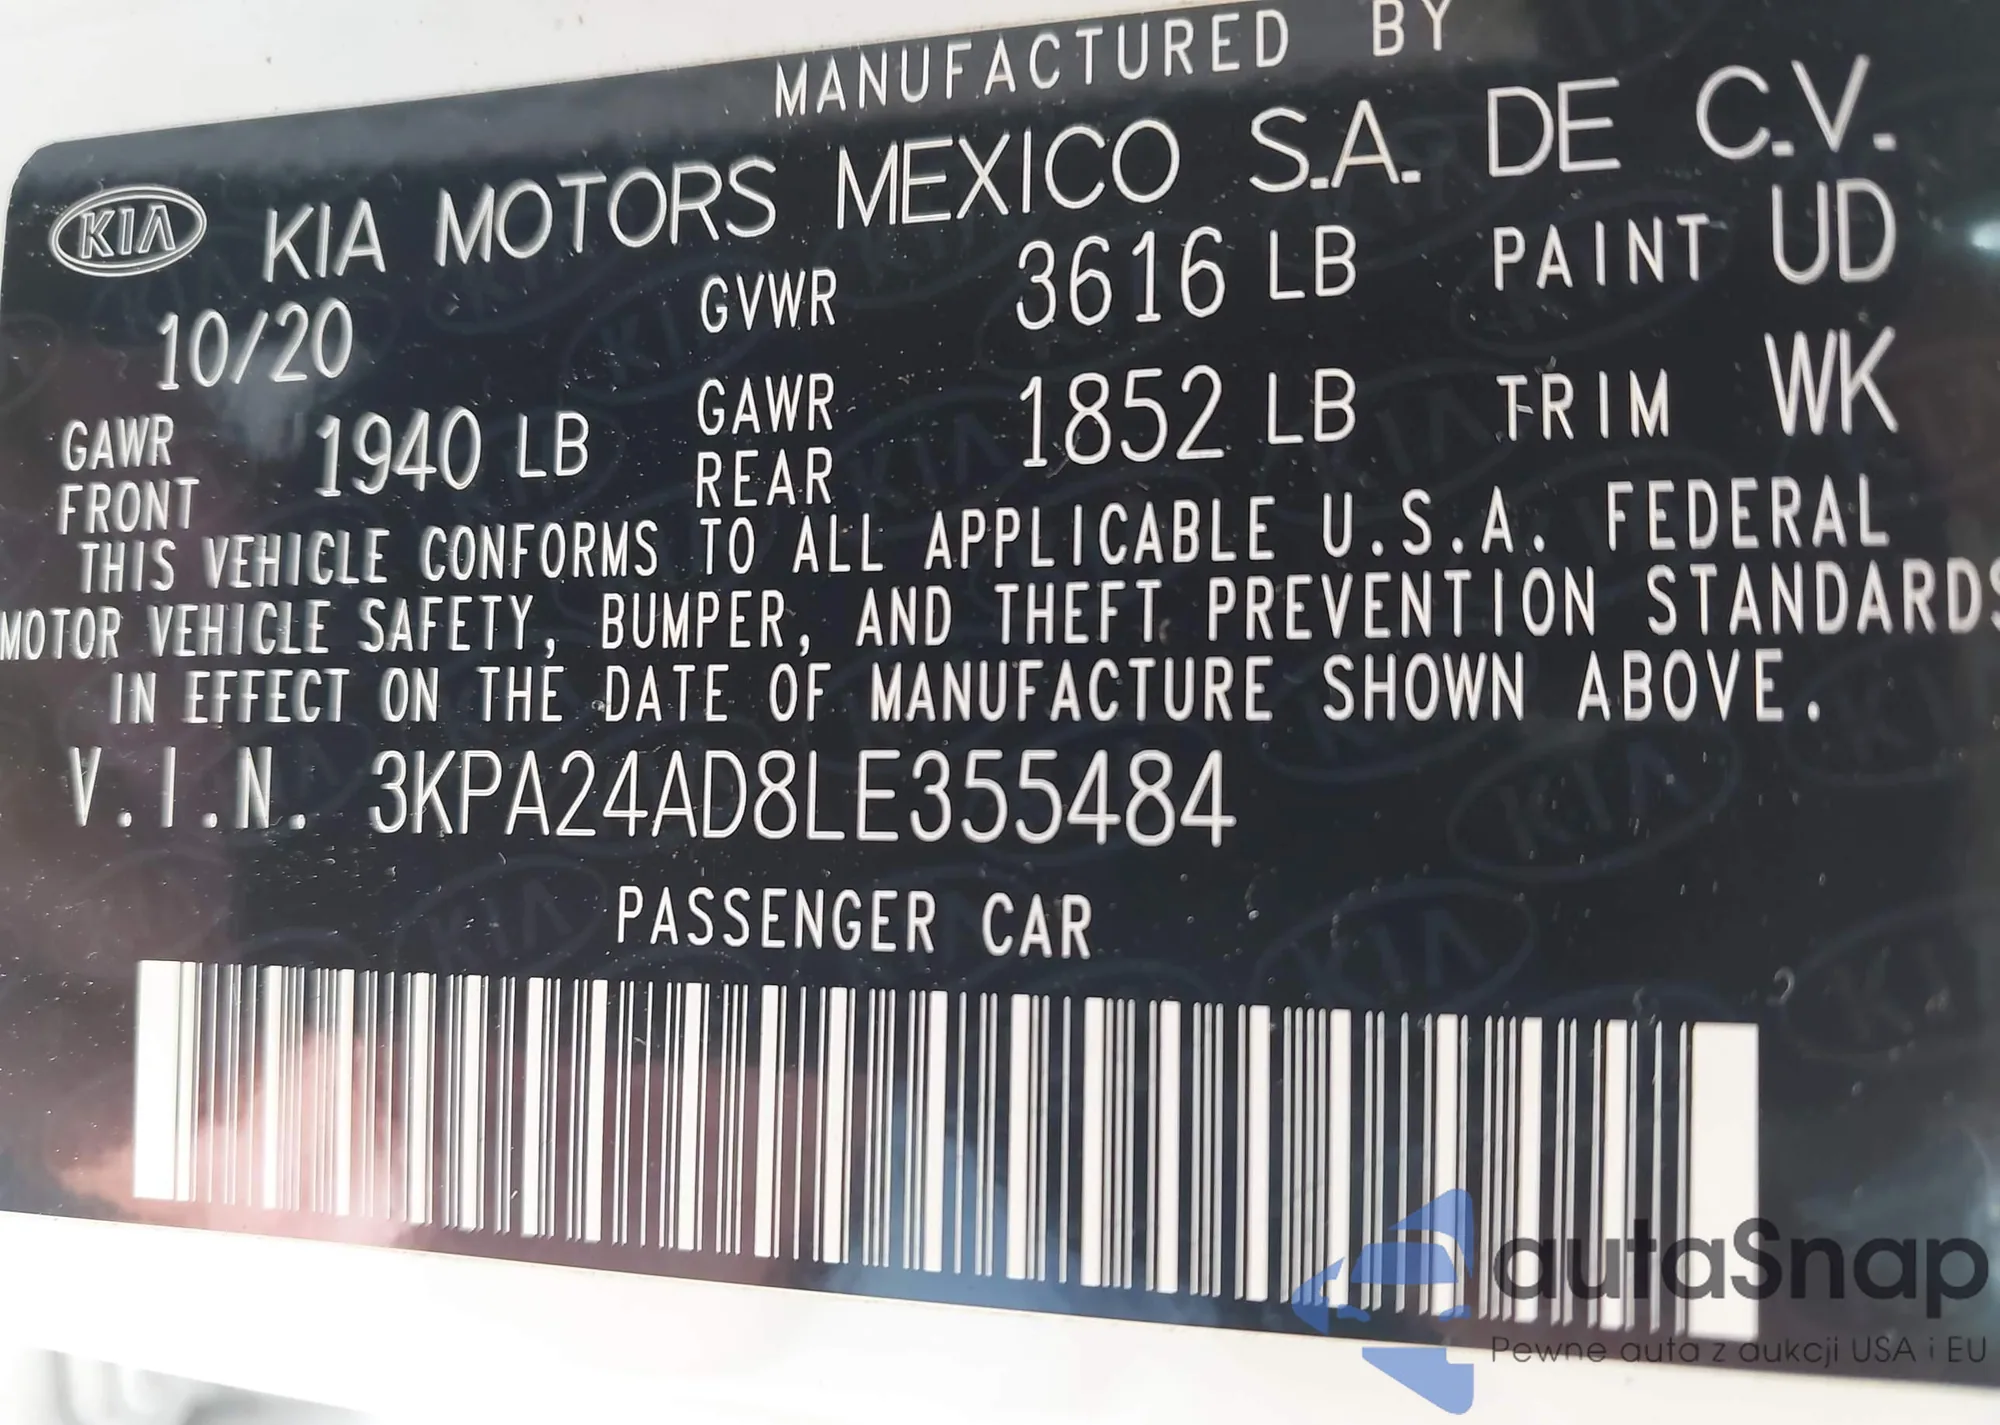 MANUFACTURED BY
KIA KIA MOTORS MEXICO S.A. DE C.V.
10/20 GVWR 3616 LB PAINT UD
GAWR FRONT 1940 LB GAWR REAR 1852 LB TRIM WK
THIS VEHICLE CONFORMS TO ALL APPLICABLE U.S.A. FEDERAL
MOTOR VEHICLE SAFETY, BUMPER, AND THEFT PREVENTION STANDARDS
IN EFFECT ON THE DATE OF MANUFACTURE SHOWN ABOVE.
V.I.N. 3KPA24AD8LE355484
PASSENGER CAR
autaSnap
Pewne auta z aukcji USA i EU